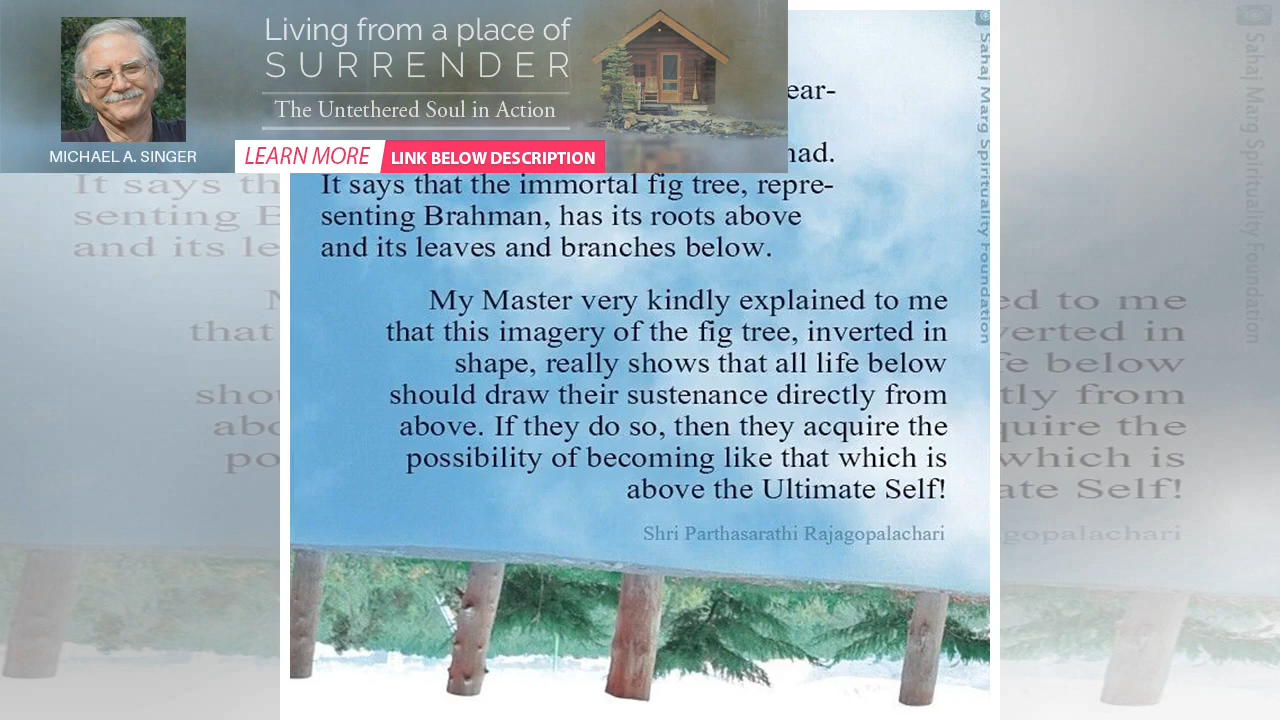 Living from a place of
SURRENDER
The Untethered Soul in Action
MICHAEL A. SINGER
LEARN MORE LINK BELOW DESCRIPTION
It says that the immortal fig tree, repre-
senting Brahman, has its roots above
and its leaves and branches below.
My Master very kindly explained to me
that this imagery of the fig tree, inverted in
shape, really shows that all life below
should draw their sustenance directly from
above. If they do so, then they acquire the
possibility of becoming like that which is
above the Ultimate Self!
Shri Parthasarathi Rajagopalachari
Sahaj Marg Spirituality Foundation